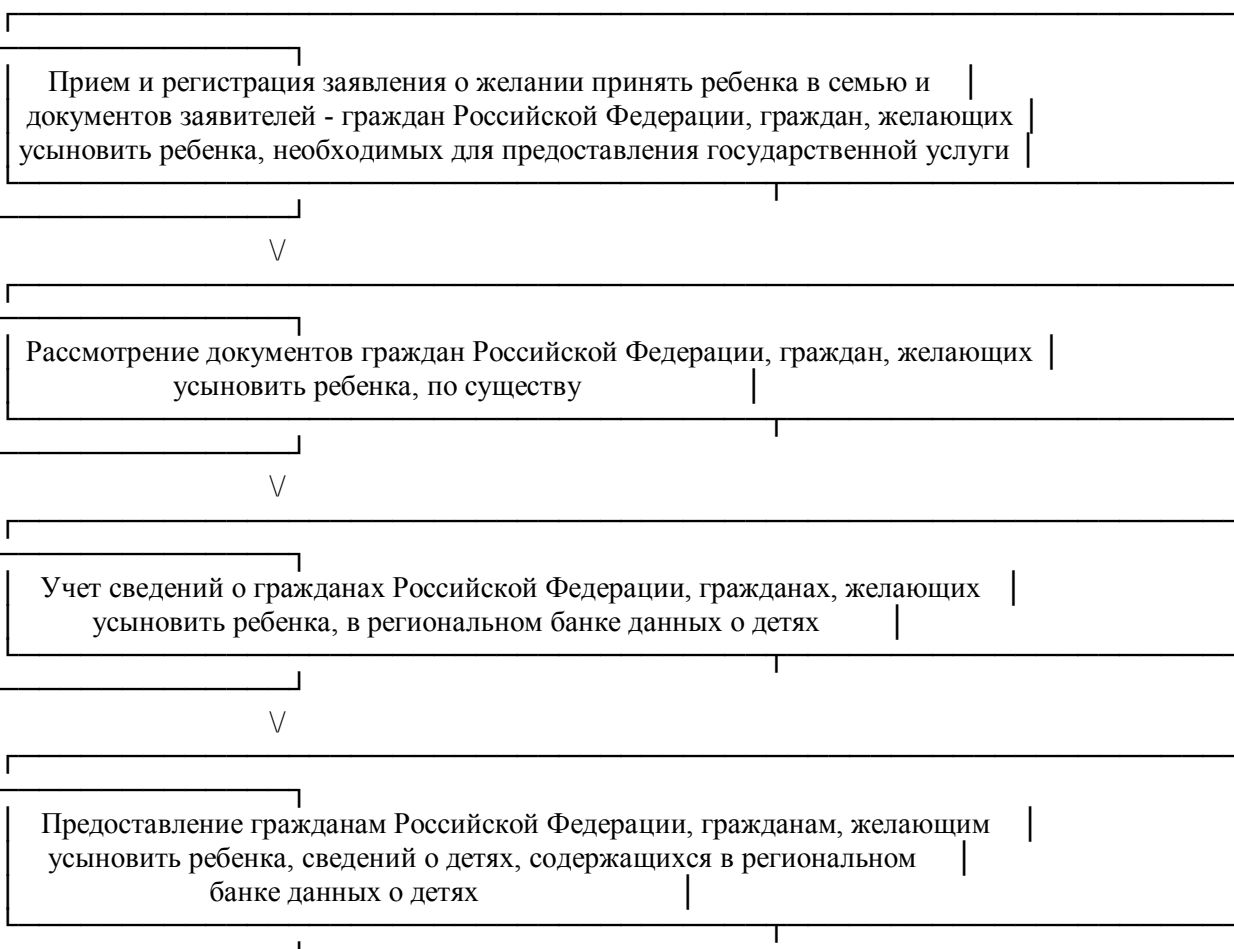 Прием и регистрация заявления о желании принять ребенка в семью и
документов заявителей - граждан Российской Федерации, граждан, желающих
усыновить ребенка, необходимых для предоставления государственной услуги
\/
Рассмотрение документов граждан Российской Федерации, граждан, желающих
усыновить ребенка, по существу
\/
Учет сведений о гражданах Российской Федерации, гражданах, желающих
усыновить ребенка, в региональном банке данных о детях
\/
Предоставление гражданам Российской Федерации, гражданам, желающим
усыновить ребенка, сведений о детях, содержащихся в региональном
банке данных о детях